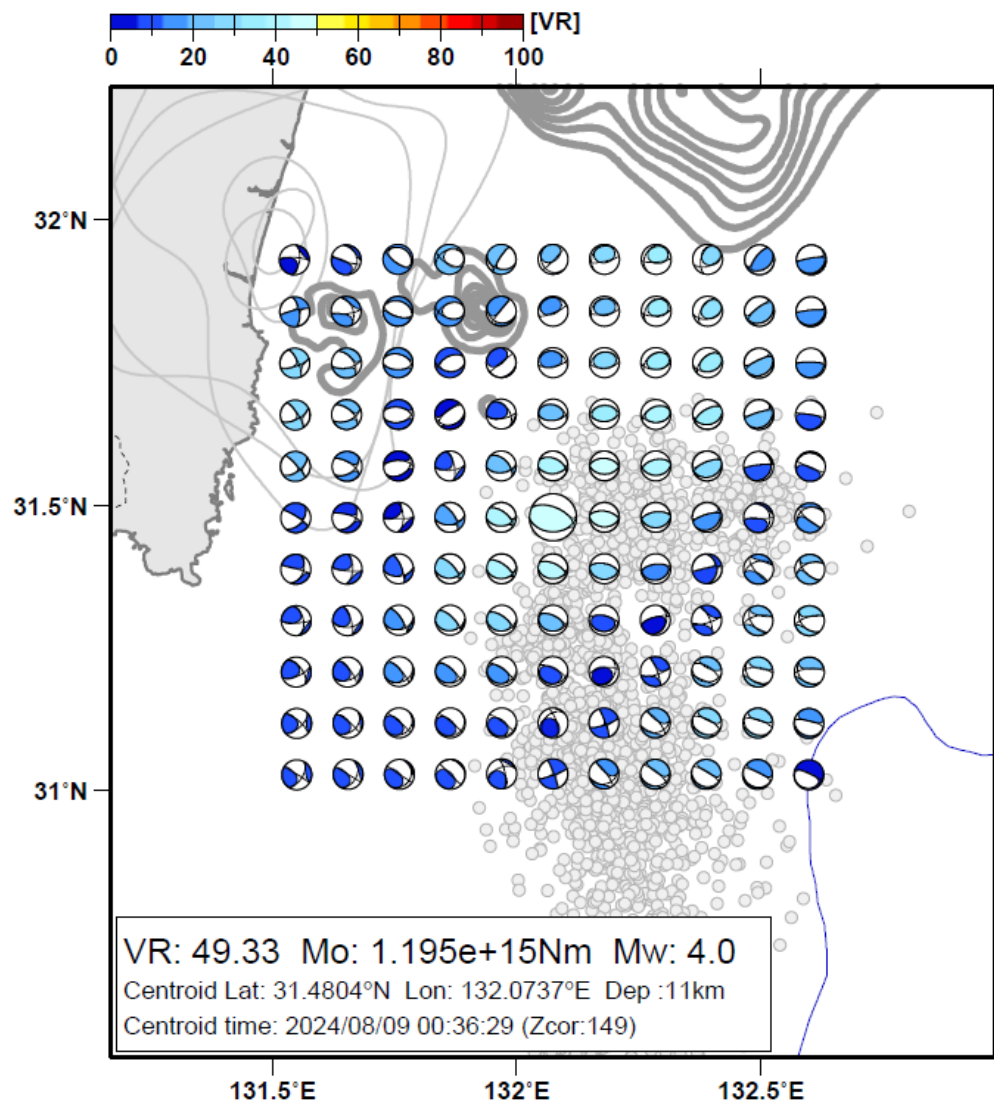 [VR]
0 20 40 60 80 100
32°N
31.5°N
31°N
VR: 49.33 Mo: 1.195e+15Nm Mw: 4.0
Centroid Lat: 31.4804°N Lon: 132.0737°E Dep :11km
Centroid time: 2024/08/09 00:36:29 (Zcor:149)
131.5°E 132°E 132.5°E